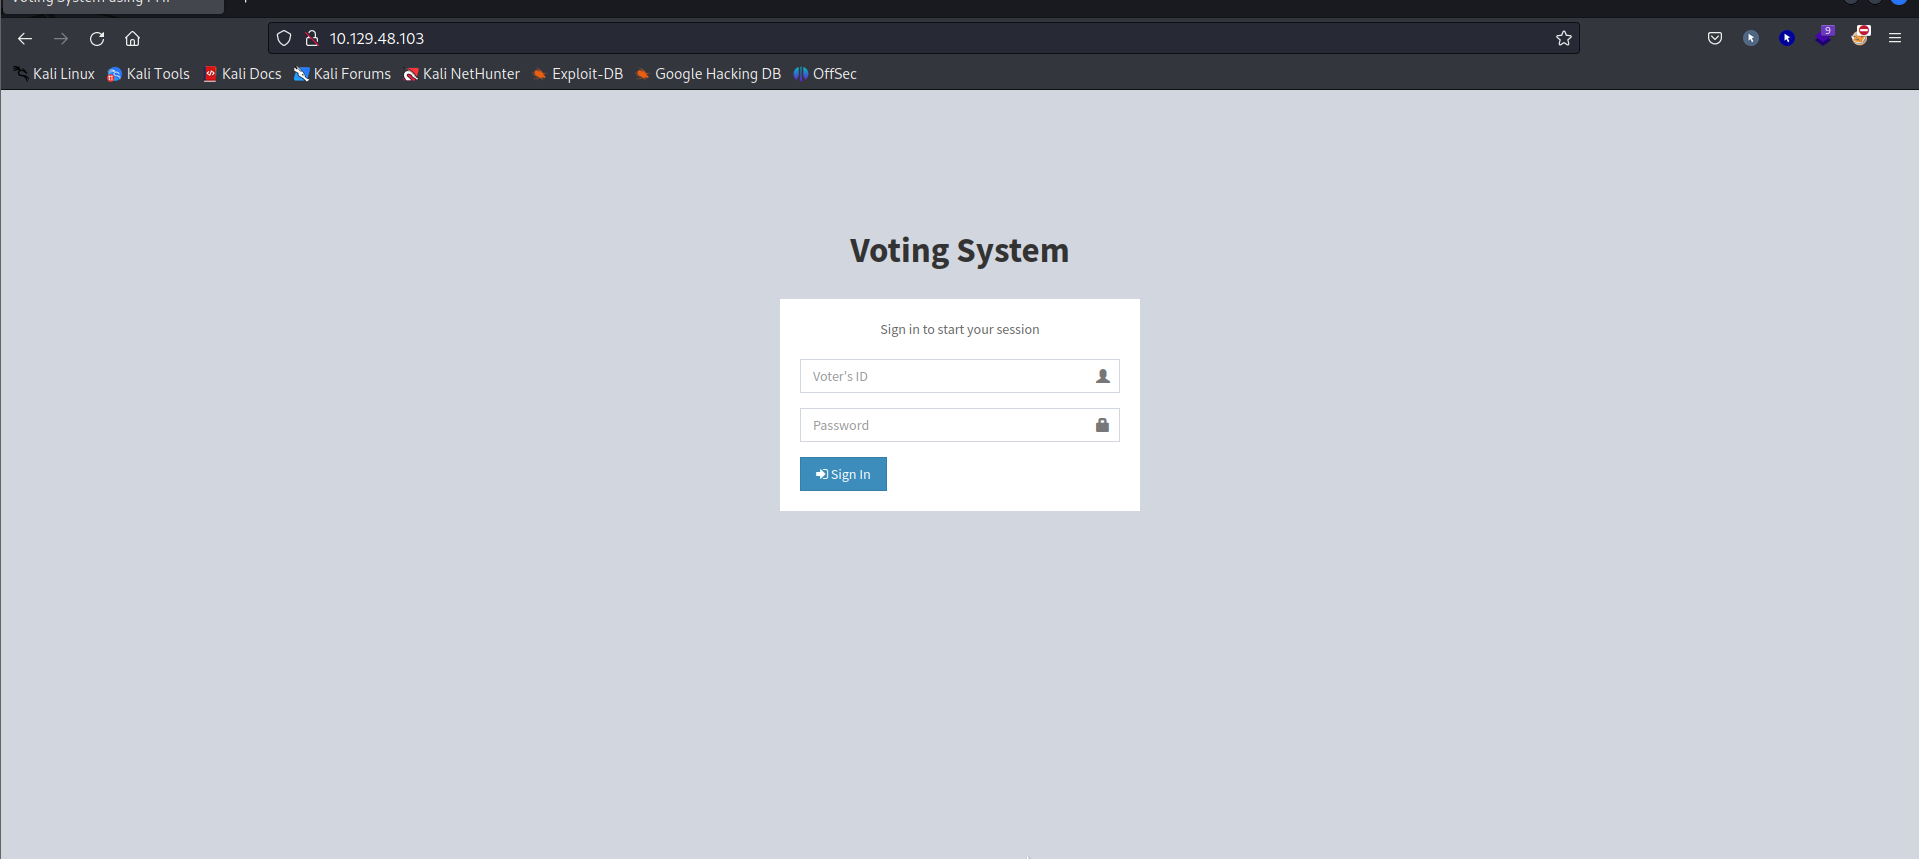 Voting System using PHP
10.129.48.103
9
Kali Linux Kali Tools Kali Docs Kali Forums Kali NetHunter Exploit-DB Google Hacking DB OffSec
Voting System
Sign in to start your session
Voter's ID
Password
Sign In